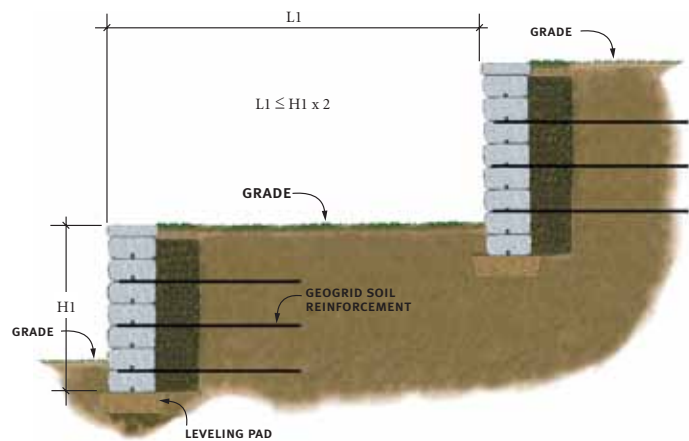 L1
GRADE
L1 ≤ H1 x 2
GRADE
H1
GEOGRID SOIL
REINFORCEMENT
GRADE
LEVELING PAD